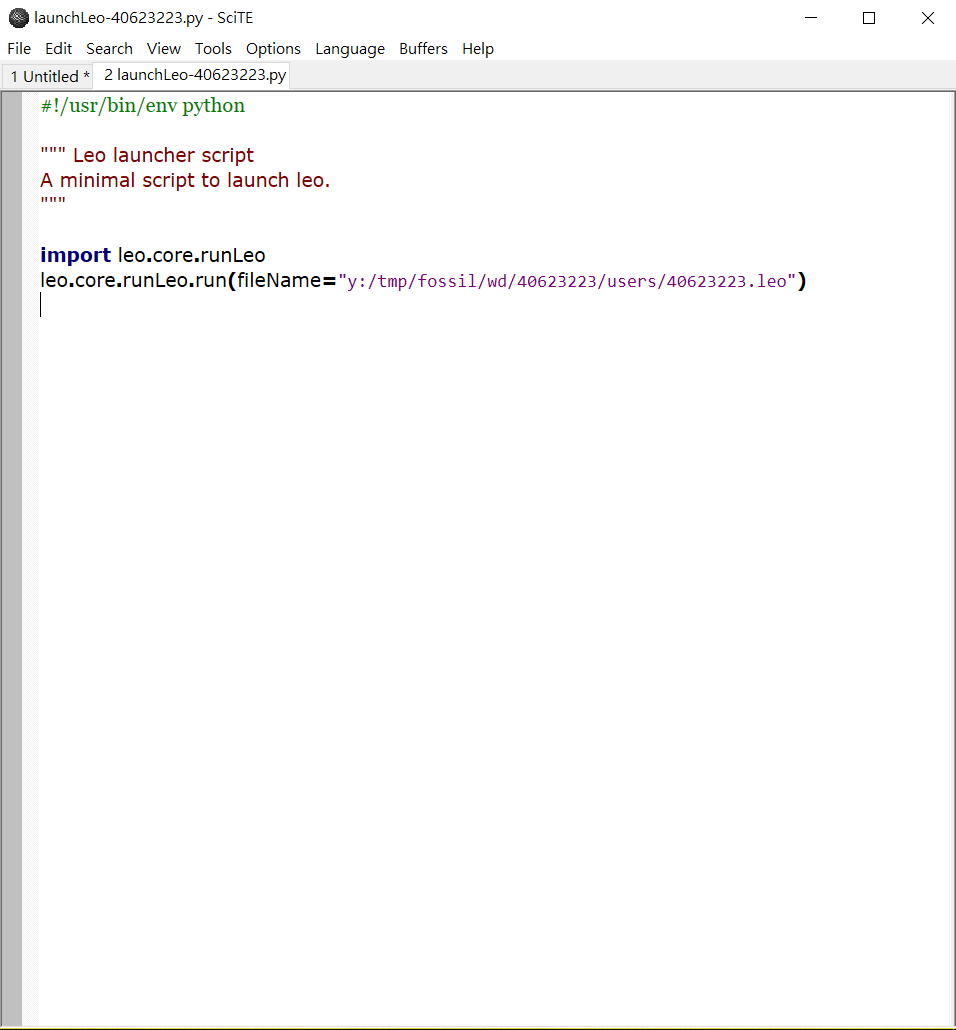 launchLeo-40623223.py - SciTE
File Edit Search View Tools Options Language Buffers Help
1 Untitled * 2 launchLeo-40623223.py
#!/usr/bin/env python
""" Leo launcher script
A minimal script to launch leo.
"""
import leo.core.runLeo
leo.core.runLeo.run(fileName="y:/tmp/fossil/wd/40623223/users/40623223.leo")